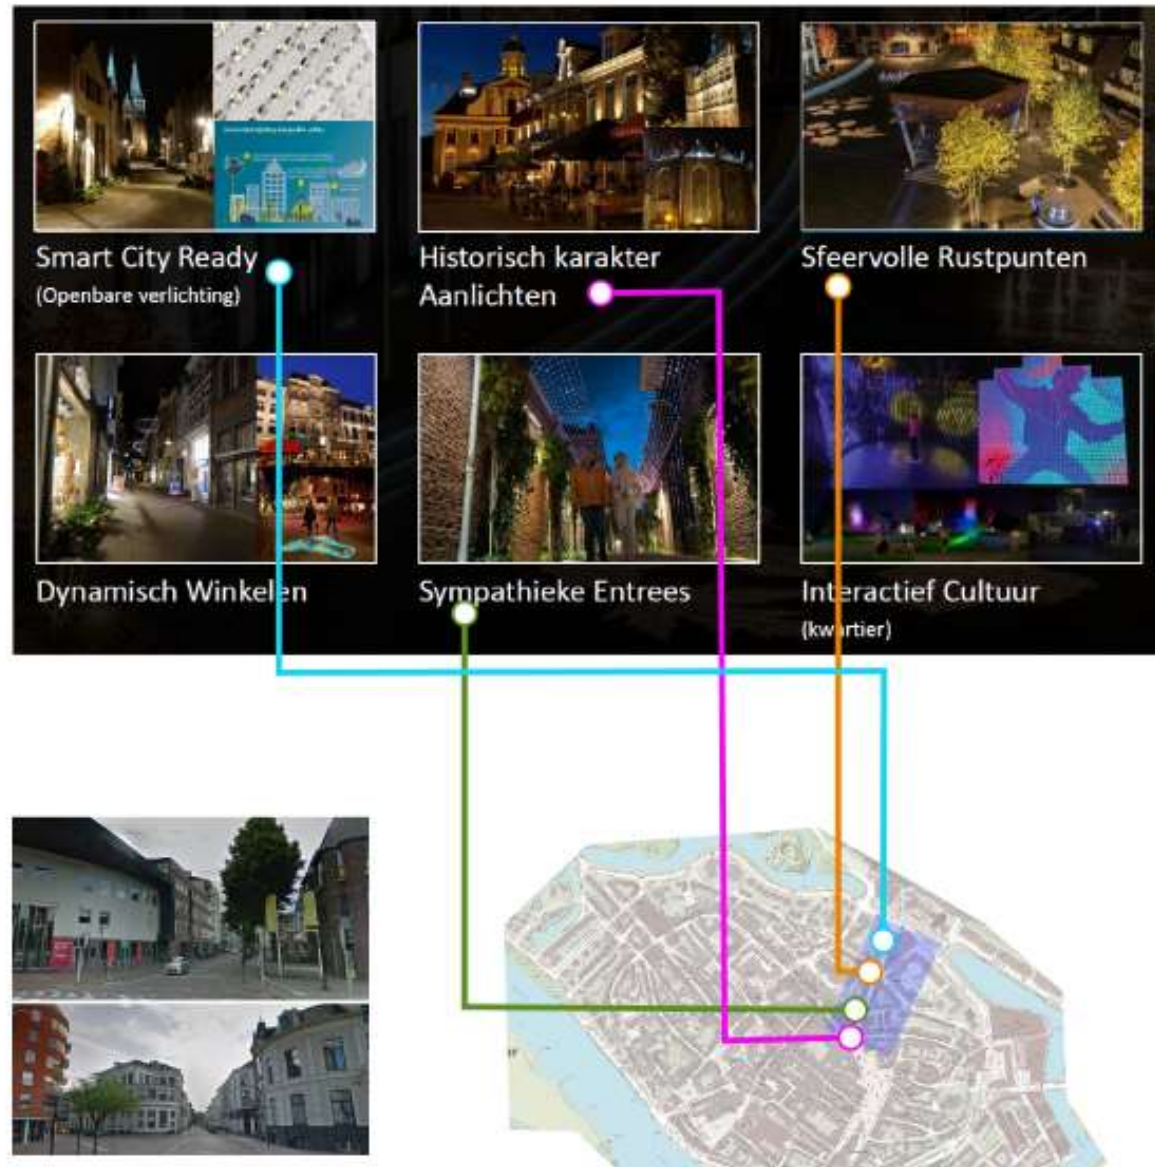 Smart City Ready
(Openbare verlichting)
Historisch karakter
Aanlichten
Sfeervolle Rustpunten
Dynamisch Winkelen
Sympathieke Entrees
Interactief Cultuur
(kwartier)